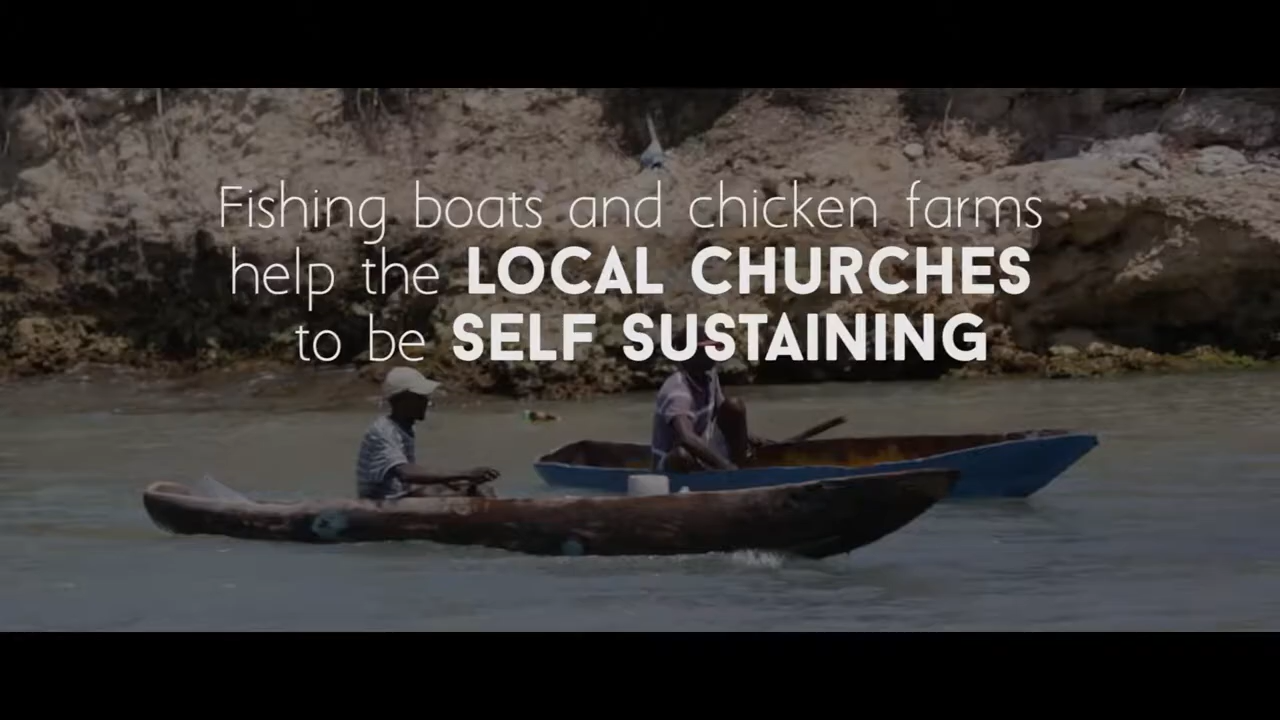 Fishing boats and chicken farms
help the LOCAL CHURCHES
to be SELF SUSTAINING